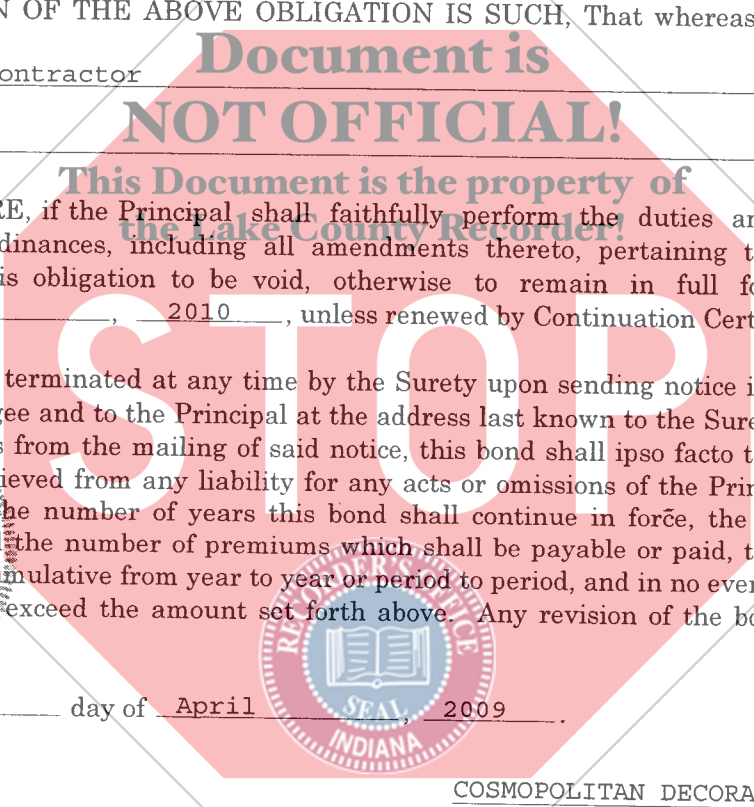 N OF THE ABOVE OBLIGATION IS SUCH, That whereas
Document is
ontractor
NOT OFFICIAL!
This Document is the property of
RE, if the Principal shall faithfully perform the duties an
the Lake County Recorder!
dinances, including all amendments thereto, pertaining t
is obligation to be void, otherwise to remain in full fo
, 2010 , unless renewed by Continuation Cert
STOP
terminated at any time by the Surety upon sending notice i
gee and to the Principal at the address last known to the Sure
s from the mailing of said notice, this bond shall ipso facto t
ieved from any liability for any acts or omissions of the Prin
he number of years this bond shall continue in force, the
the number of premiums which shall be payable or paid, t
mulative from year to year or period to period, and in no even
exceed the amount set forth above. Any revision of the bo
RECORDER'S OFFICE
SEAL
INDIANA
day of April , 2009 .
COSMOPOLITAN DECORA